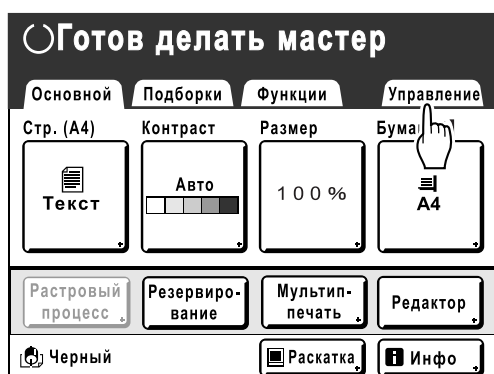 Готов делать мастер
Основной Подборки Функции Управление
Стр. (A4) Контраст Размер
Текст Авто 100% A4
Растровый процесс
Резервиро-
вание
Мультип-
печать
Редактор
Черный Раскатка Инфо